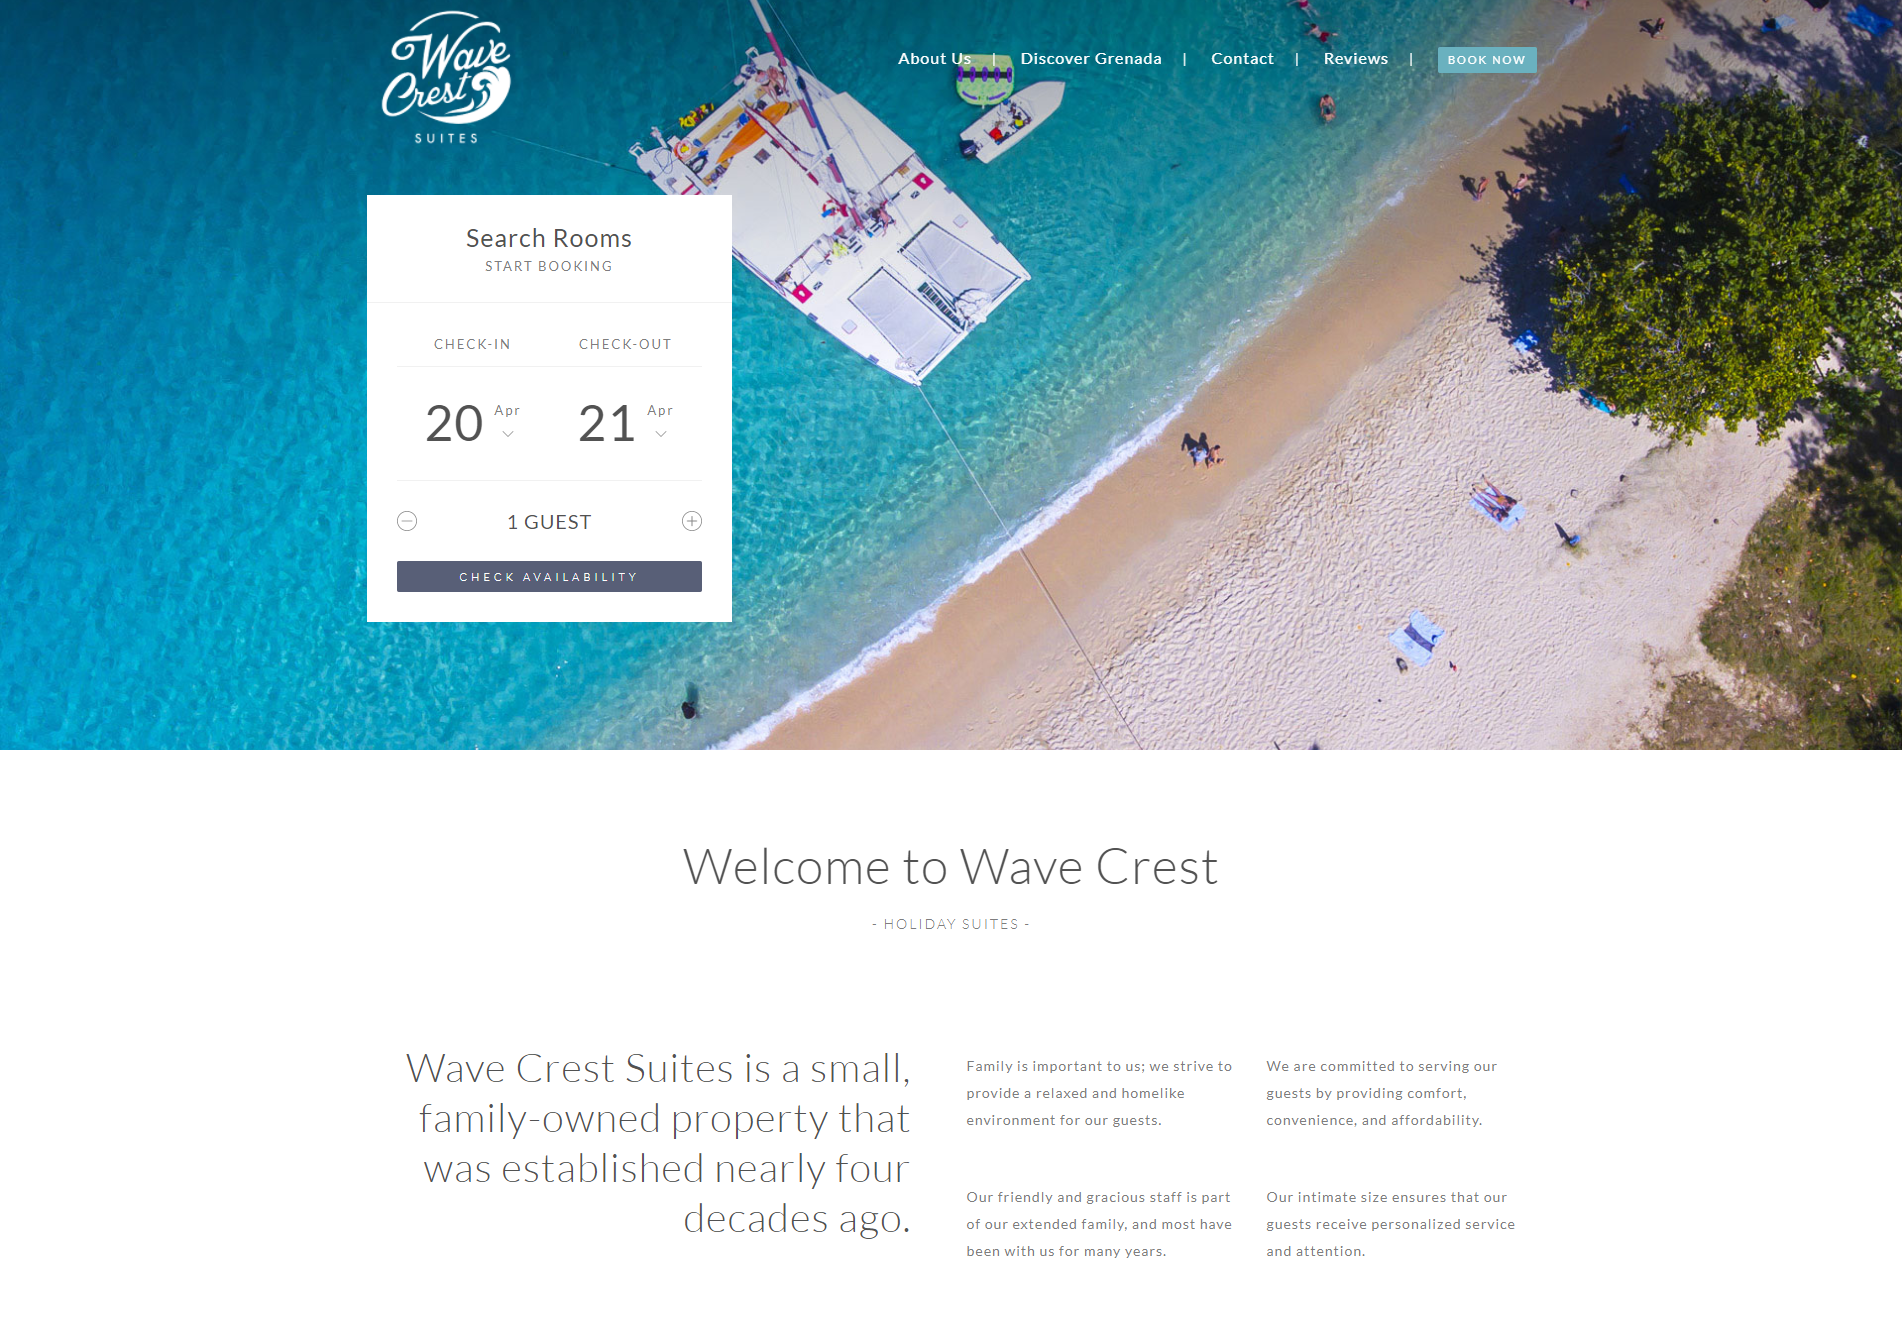 Wave
Crest
SUITES
About Us | Discover Grenada | Contact | Reviews | BOOK NOW
Search Rooms
START BOOKING
CHECK-IN CHECK-OUT
20 Apr 21 Apr
1 GUEST
CHECK AVAILABILITY
Welcome to Wave Crest
- HOLIDAY SUITES -
Wave Crest Suites is a small,
family-owned property that
was established nearly four
decades ago.
Family is important to us; we strive to
provide a relaxed and homelike
environment for our guests.
We are committed to serving our
guests by providing comfort,
convenience, and affordability.
Our friendly and gracious staff is part
of our extended family, and most have
been with us for many years.
Our intimate size ensures that our
guests receive personalized service
and attention.